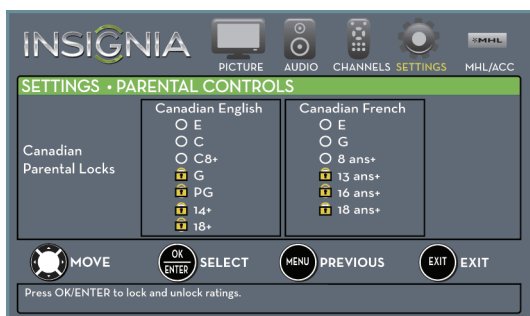 INSIGNIA
PICTURE AUDIO CHANNELS SETTINGS MHL/ACC
MHL
SETTINGS • PARENTAL CONTROLS
Canadian Parental Locks
Canadian English
E
C
C8+
G
PG
14+
18+
Canadian French
E
G
8 ans+
13 ans+
16 ans+
18 ans+
MOVE
OK
ENTER
SELECT
MENU
PREVIOUS
EXIT
EXIT
Press OK/ENTER to lock and unlock ratings.